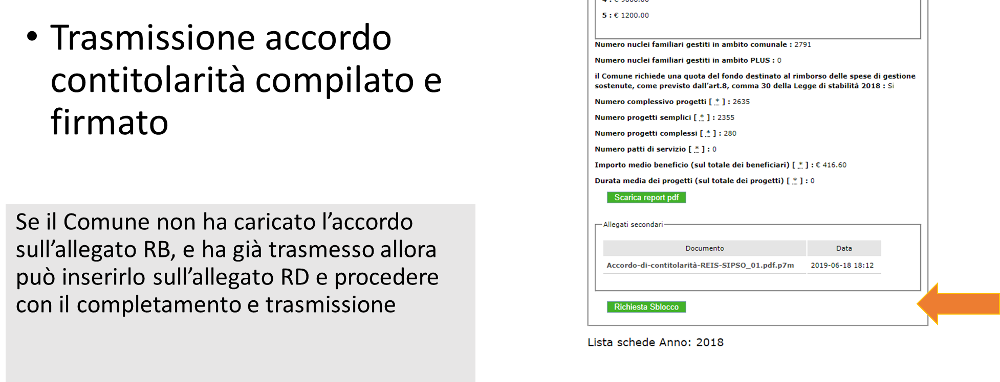 • Trasmissione accordo
contitolarità compilato e
firmato
Se il Comune non ha caricato l’accordo
sull’allegato RB, e ha già trasmesso allora
può inserirlo sull’allegato RD e procedere
con il completamento e trasmissione
5 : € 1200.00
Numero nuclei familiari gestiti in ambito comunale : 2791
Numero nuclei familiari gestiti in ambito PLUS : 0
il Comune richiede una quota del fondo destinato al rimborso delle spese di gestione
sostenute, come previsto dall'art.8, comma 30 della Legge di stabilità 2018 : Si
Numero complessivo progetti [ * ] : 2635
Numero progetti semplici [ * ] : 2355
Numero progetti complessi [ * ] : 280
Numero patti di servizio [ * ] : 0
Importo medio beneficio (sul totale dei beneficiari) [ * ] : € 416.60
Durata media dei progetti (sul totale dei progetti) [ * ] : 0
Scarica report pdf
Allegati secondari
Documento Data
Accordo-di-contitolarità-REIS-SIPSO_01.pdf.p7m 2019-06-18 18:12
Richiesta Sblocco
Lista schede Anno: 2018